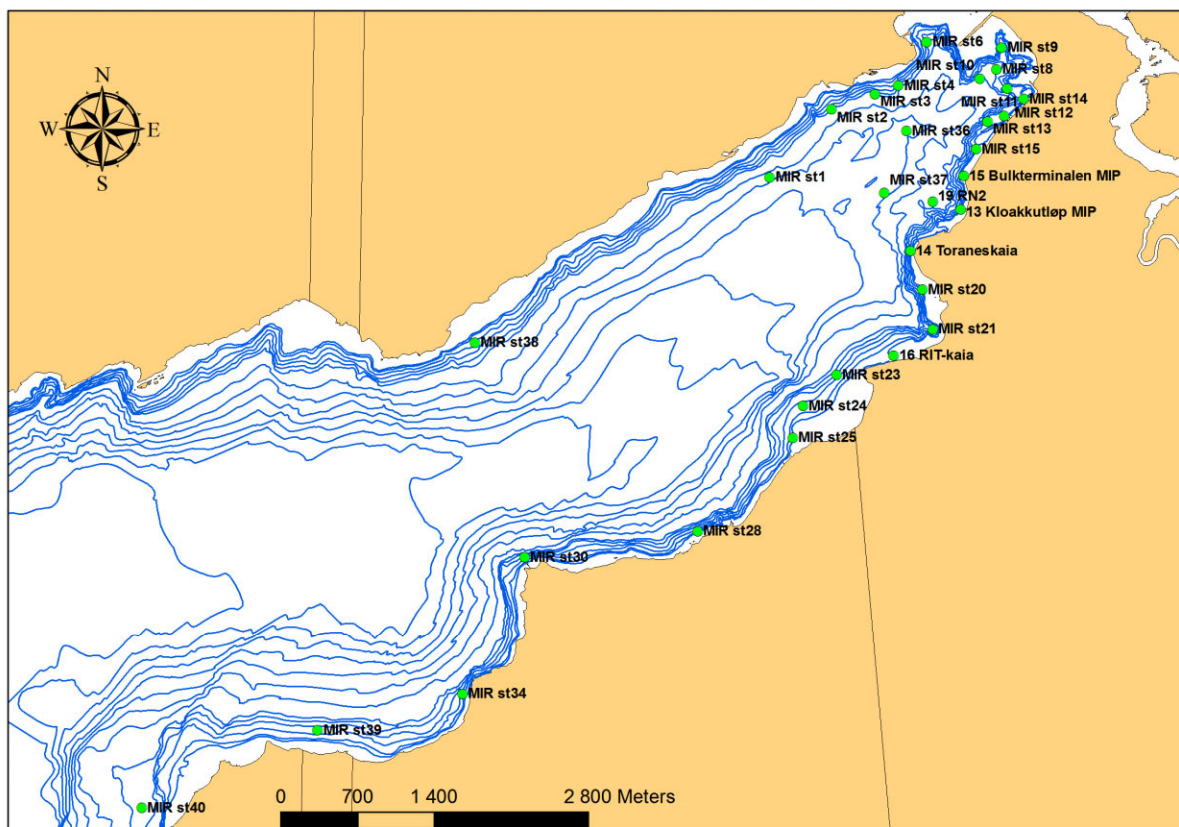 MIR st6
MIR st9
MIR st10
MIR st8
MIR st4
MIR st3
MIR st11
MIR st14
MIR st2
MIR st12
MIR st13
MIR st36
MIR st15
N
W
E
S
MIR st1
15 Bulkterminalen MIP
MIR st37
19 RN2
13 Kloakkutløp MIP
14 Toraneskaia
MIR st20
MIR st21
MIR st38
16 RIT-kaia
MIR st23
MIR st24
MIR st25
MIR st28
MIR st30
MIR st34
MIR st39
MIR st40
0 700 1 400 2 800 Meters